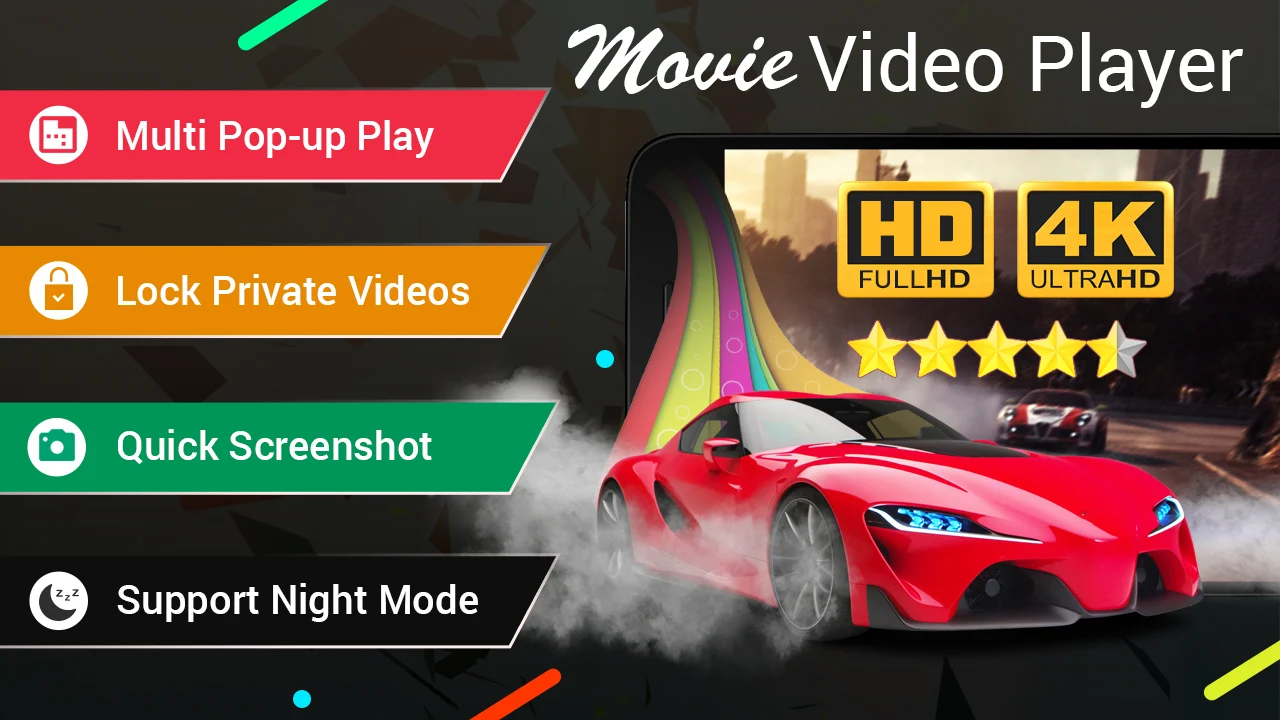 Movie Video Player
Multi Pop-up Play
Lock Private Videos
Quick Screenshot
Support Night Mode
zzz
HD
FULLHD
4K
ULTRAHD